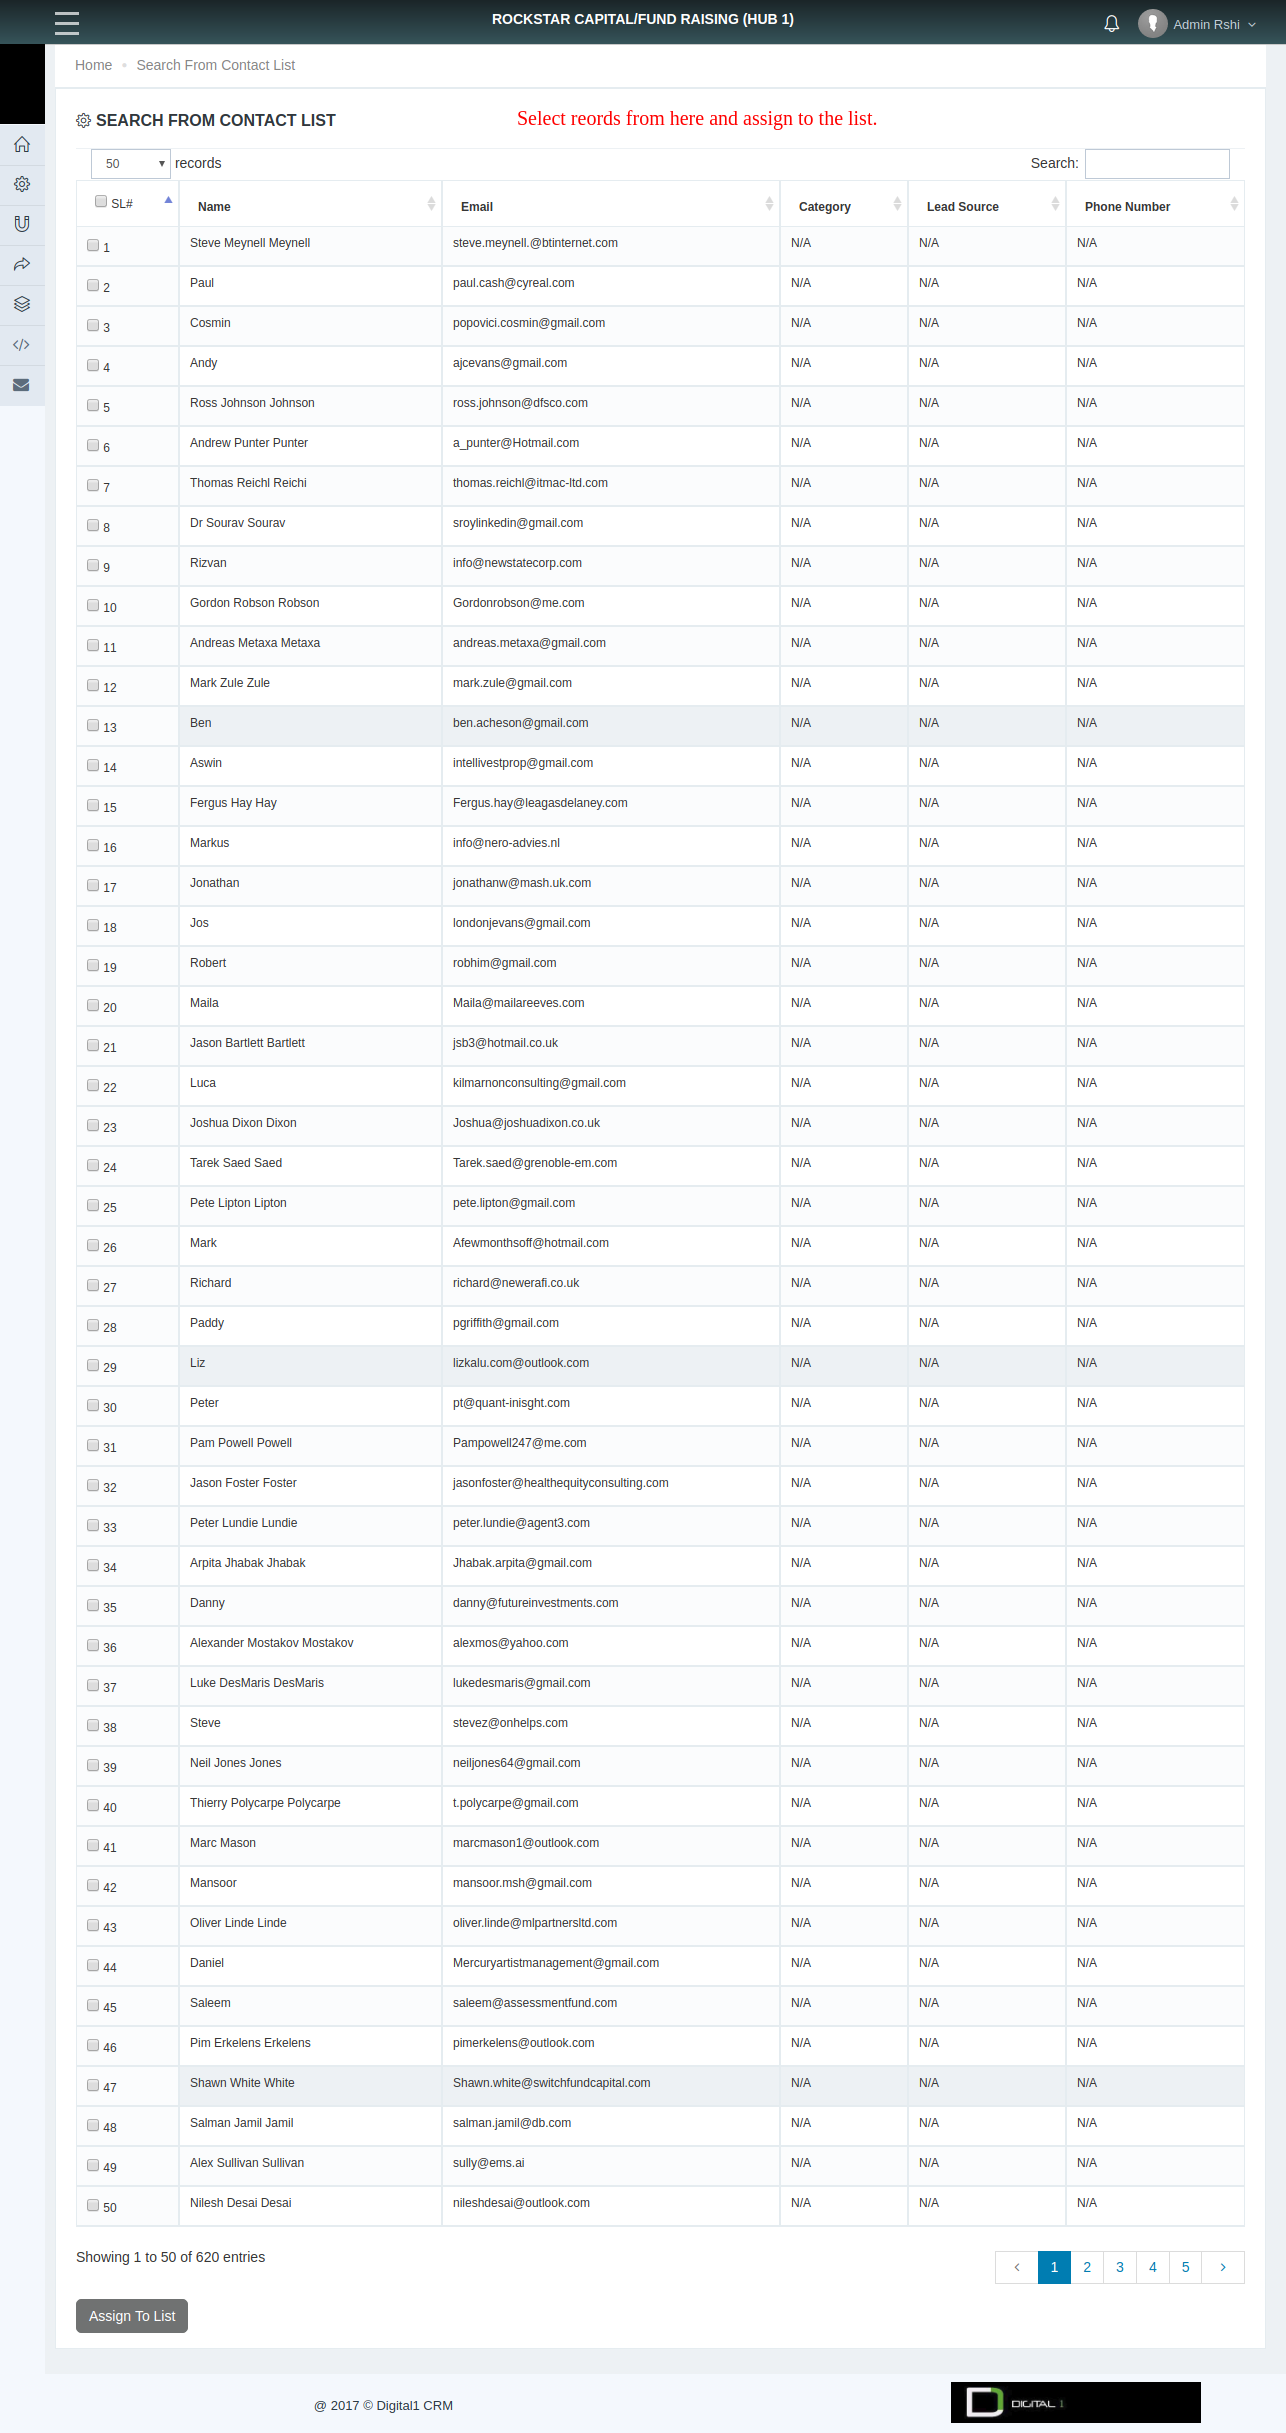 ROCKSTAR CAPITAL/FUND RAISING (HUB 1)
Admin Rshi
Home Search From Contact List
SEARCH FROM CONTACT LIST
Select reords from here and assign to the list.
50 records Search:
SL# Name Email Category Lead Source Phone Number
1 Steve Meynell Meynell steve.meynell.@btinternet.com N/A N/A N/A
2 Paul paul.cash@cyreal.com N/A N/A N/A
3 Cosmin popovici.cosmin@gmail.com N/A N/A N/A
4 Andy ajcevans@gmail.com N/A N/A N/A
5 Ross Johnson Johnson ross.johnson@dfsco.com N/A N/A N/A
6 Andrew Punter Punter a_punter@Hotmail.com N/A N/A N/A
7 Thomas Reichl Reichl thomas.reichl@itmac-ltd.com N/A N/A N/A
8 Dr Sourav Sourav sroylinkedin@gmail.com N/A N/A N/A
9 Rizvan info@newstatecorp.com N/A N/A N/A
10 Gordon Robson Robson Gordonrobson@me.com N/A N/A N/A
11 Andreas Metaxa Metaxa andreas.metaxa@gmail.com N/A N/A N/A
12 Mark Zule Zule mark.zule@gmail.com N/A N/A N/A
13 Ben ben.acheson@gmail.com N/A N/A N/A
14 Aswin intellivestprop@gmail.com N/A N/A N/A
15 Fergus Hay Hay Fergus.hay@leagasdelaney.com N/A N/A N/A
16 Markus info@nero-advies.nl N/A N/A N/A
17 Jonathan jonathanw@mash.uk.com N/A N/A N/A
18 Jos londonjevans@gmail.com N/A N/A N/A
19 Robert robhim@gmail.com N/A N/A N/A
20 Maila Maila@mailareeves.com N/A N/A N/A
21 Jason Bartlett Bartlett jsb3@hotmail.co.uk N/A N/A N/A
22 Luca kilmarnonconsulting@gmail.com N/A N/A N/A
23 Joshua Dixon Dixon Joshua@joshuadixon.co.uk N/A N/A N/A
24 Tarek Saed Saed Tarek.saed@grenoble-em.com N/A N/A N/A
25 Pete Lipton Lipton pete.lipton@gmail.com N/A N/A N/A
26 Mark Afewmonthsoff@hotmail.com N/A N/A N/A
27 Richard richard@newerafi.co.uk N/A N/A N/A
28 Paddy pgriffith@gmail.com N/A N/A N/A
29 Liz lizkalu.com@outlook.com N/A N/A N/A
30 Peter pt@quant-inisght.com N/A N/A N/A
31 Pam Powell Powell Pampowell247@me.com N/A N/A N/A
32 Jason Foster Foster jasonfoster@healthequityconsulting.com N/A N/A N/A
33 Peter Lundie Lundie peter.lundie@agent3.com N/A N/A N/A
34 Arpita Jhabak Jhabak Jhabak.arpita@gmail.com N/A N/A N/A
35 Danny danny@futureinvestments.com N/A N/A N/A
36 Alexander Mostakov Mostakov alexmos@yahoo.com N/A N/A N/A
37 Luke DesMaris DesMaris lukedesmaris@gmail.com N/A N/A N/A
38 Steve stevez@onhelps.com N/A N/A N/A
39 Neil Jones Jones neiljones64@gmail.com N/A N/A N/A
40 Thierry Polycarpe Polycarpe t.polycarpe@gmail.com N/A N/A N/A
41 Marc Mason marcmason1@outlook.com N/A N/A N/A
42 Mansoor mansoor.msh@gmail.com N/A N/A N/A
43 Oliver Linde Linde oliver.linde@mlpartnersltd.com N/A N/A N/A
44 Daniel Mercuryartistmanagement@gmail.com N/A N/A N/A
45 Saleem saleem@assessmentfund.com N/A N/A N/A
46 Pim Erkelens Erkelens pimerkelens@outlook.com N/A N/A N/A
47 Shawn White White Shawn.white@switchfundcapital.com N/A N/A N/A
48 Salman Jamil Jamil salman.jamil@db.com N/A N/A N/A
49 Alex Sullivan Sullivan sully@ems.ai N/A N/A N/A
50 Nilesh Desai Desai nileshdesai@outlook.com N/A N/A N/A
Showing 1 to 50 of 620 entries
1 2 3 4 5
Assign To List
@ 2017 © Digital1 CRM
DIGITAL 1